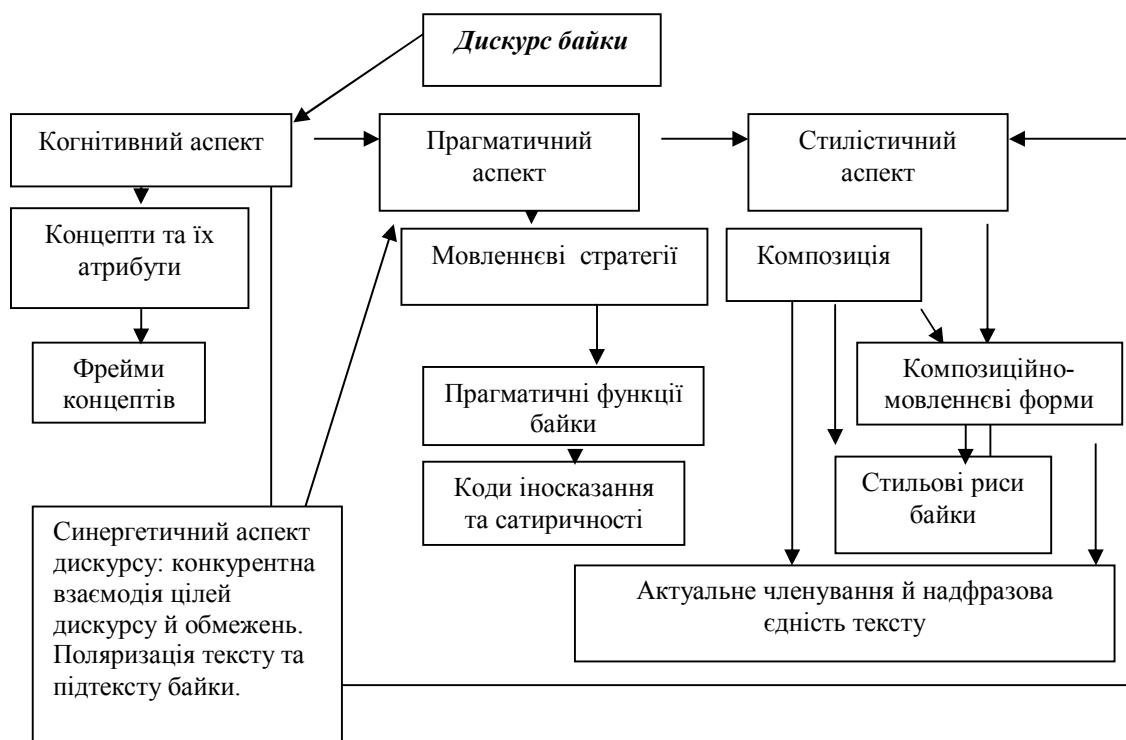 Дискурс байки
Когнитивний аспект
Прагматичний
аспект
Стилістичний
аспект
Концепти та їх
атрибути
Мовленнєві стратегії
Композиція
Фрейми
концептів
Прагматичні функції
байки
Композиційно-
мовленнєві форми
Коди іносказання
та сатиричності
Стильові риси
байки
Синергетичний аспект
дискурсу: конкурентна
взаємодія цілей
дискурсу й обмежень.
Поляризація тексту та
підтексту байки.
Актуальне членування й надфразова
єдність тексту